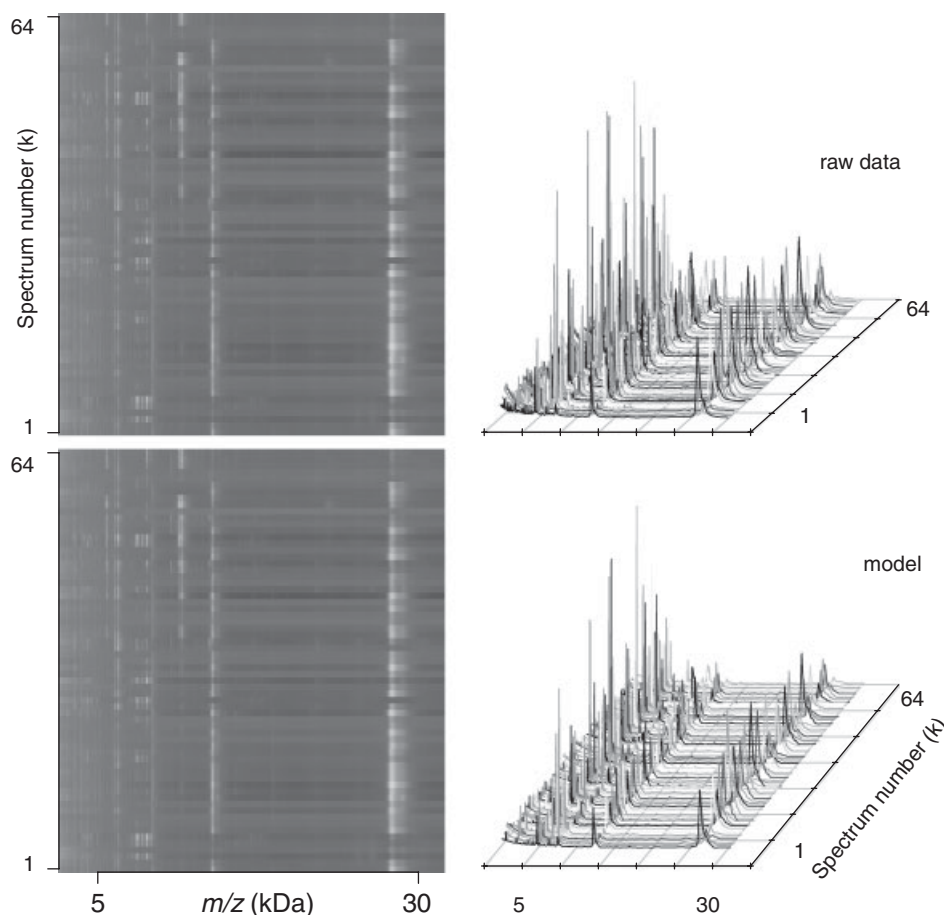 64
Spectrum number (k)
1
raw data
64
1
64
1
5
m/z (kDa)
30
model
64
1
Spectrum number (k)
5
30